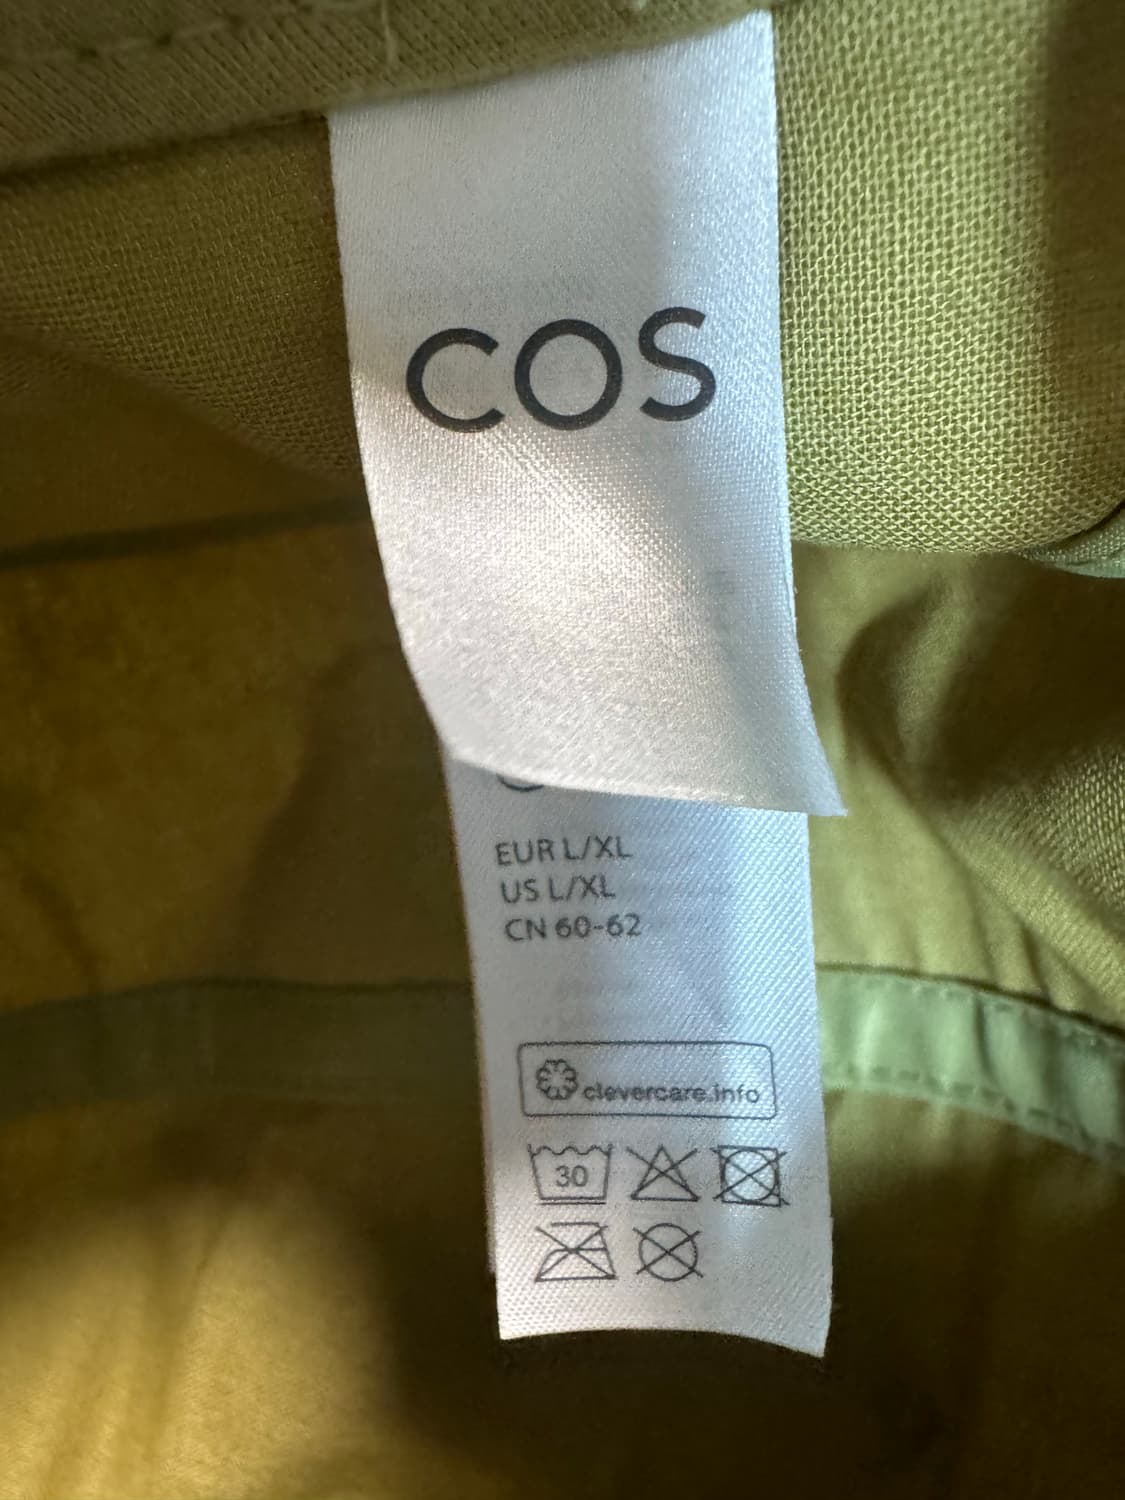 COS
EUR L/XL
US L/XL
CN 60-62
clevercare.info
30